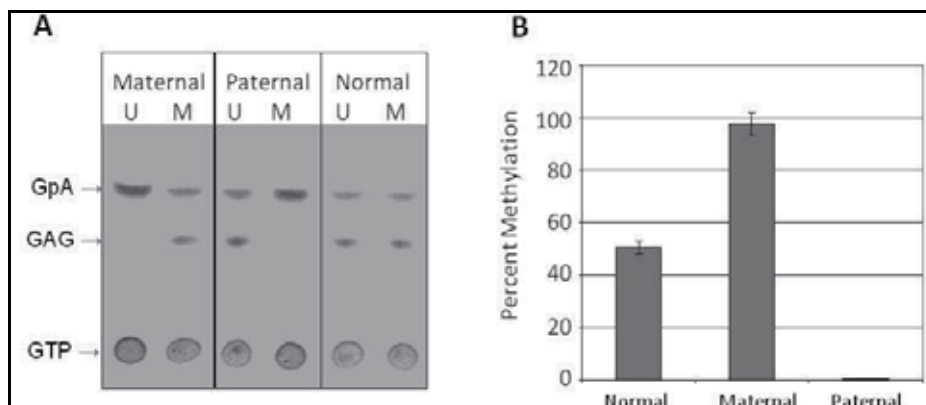 A
Maternal Paternal Normal
U M U M U M
GpA
GAG
GTP
B
Percent Methylation
120
100
80
60
40
20
0
Normal Maternal Paternal